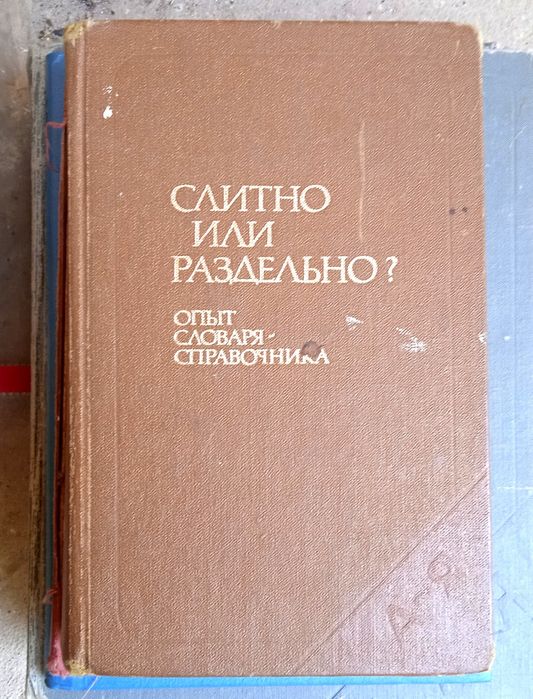 СЛИТНО
ИЛИ
РАЗДЕЛЬНО?
ОПЫТ
СЛОВАРЯ-
СПРАВОЧНИКА
А-Я